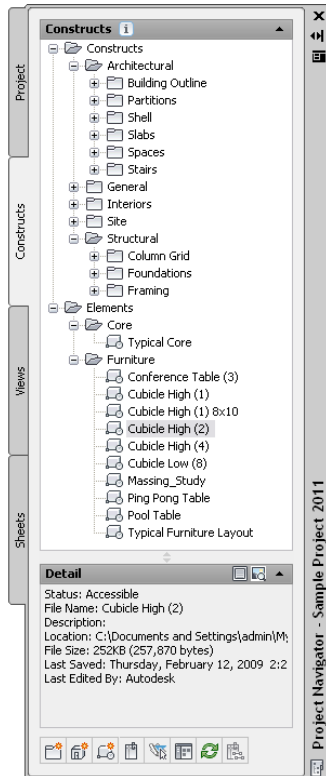 Constructs
Constructs
Architectural
Building Outline
Partitions
Shell
Slabs
Spaces
Stairs
General
Interiors
Site
Structural
Column Grid
Foundations
Framing
Elements
Core
Typical Core
Furniture
Conference Table (3)
Cubicle High (1)
Cubicle High (1) 8x10
Cubicle High (2)
Cubicle High (4)
Cubicle Low (8)
Massing_Study
Ping Pong Table
Pool Table
Typical Furniture Layout
Detail
Status: Accessible
File Name: Cubicle High (2)
Description:
Location: C:\Documents and Settings\admin\My
File Size: 252KB (257,870 bytes)
Last Saved: Thursday, February 12, 2009 2:2
Last Edited By: Autodesk
Project
Constructs
Views
Sheets
Project Navigator - Sample Project 2011